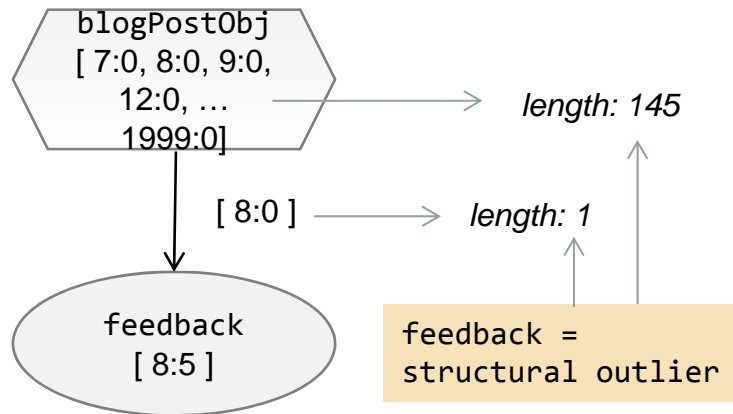 blogPostObj
[ 7:0, 8:0, 9:0,
12:0, …
1999:0]
length: 145
[ 8:0 ]
length: 1
feedback
[ 8:5 ]
feedback =
structural outlier